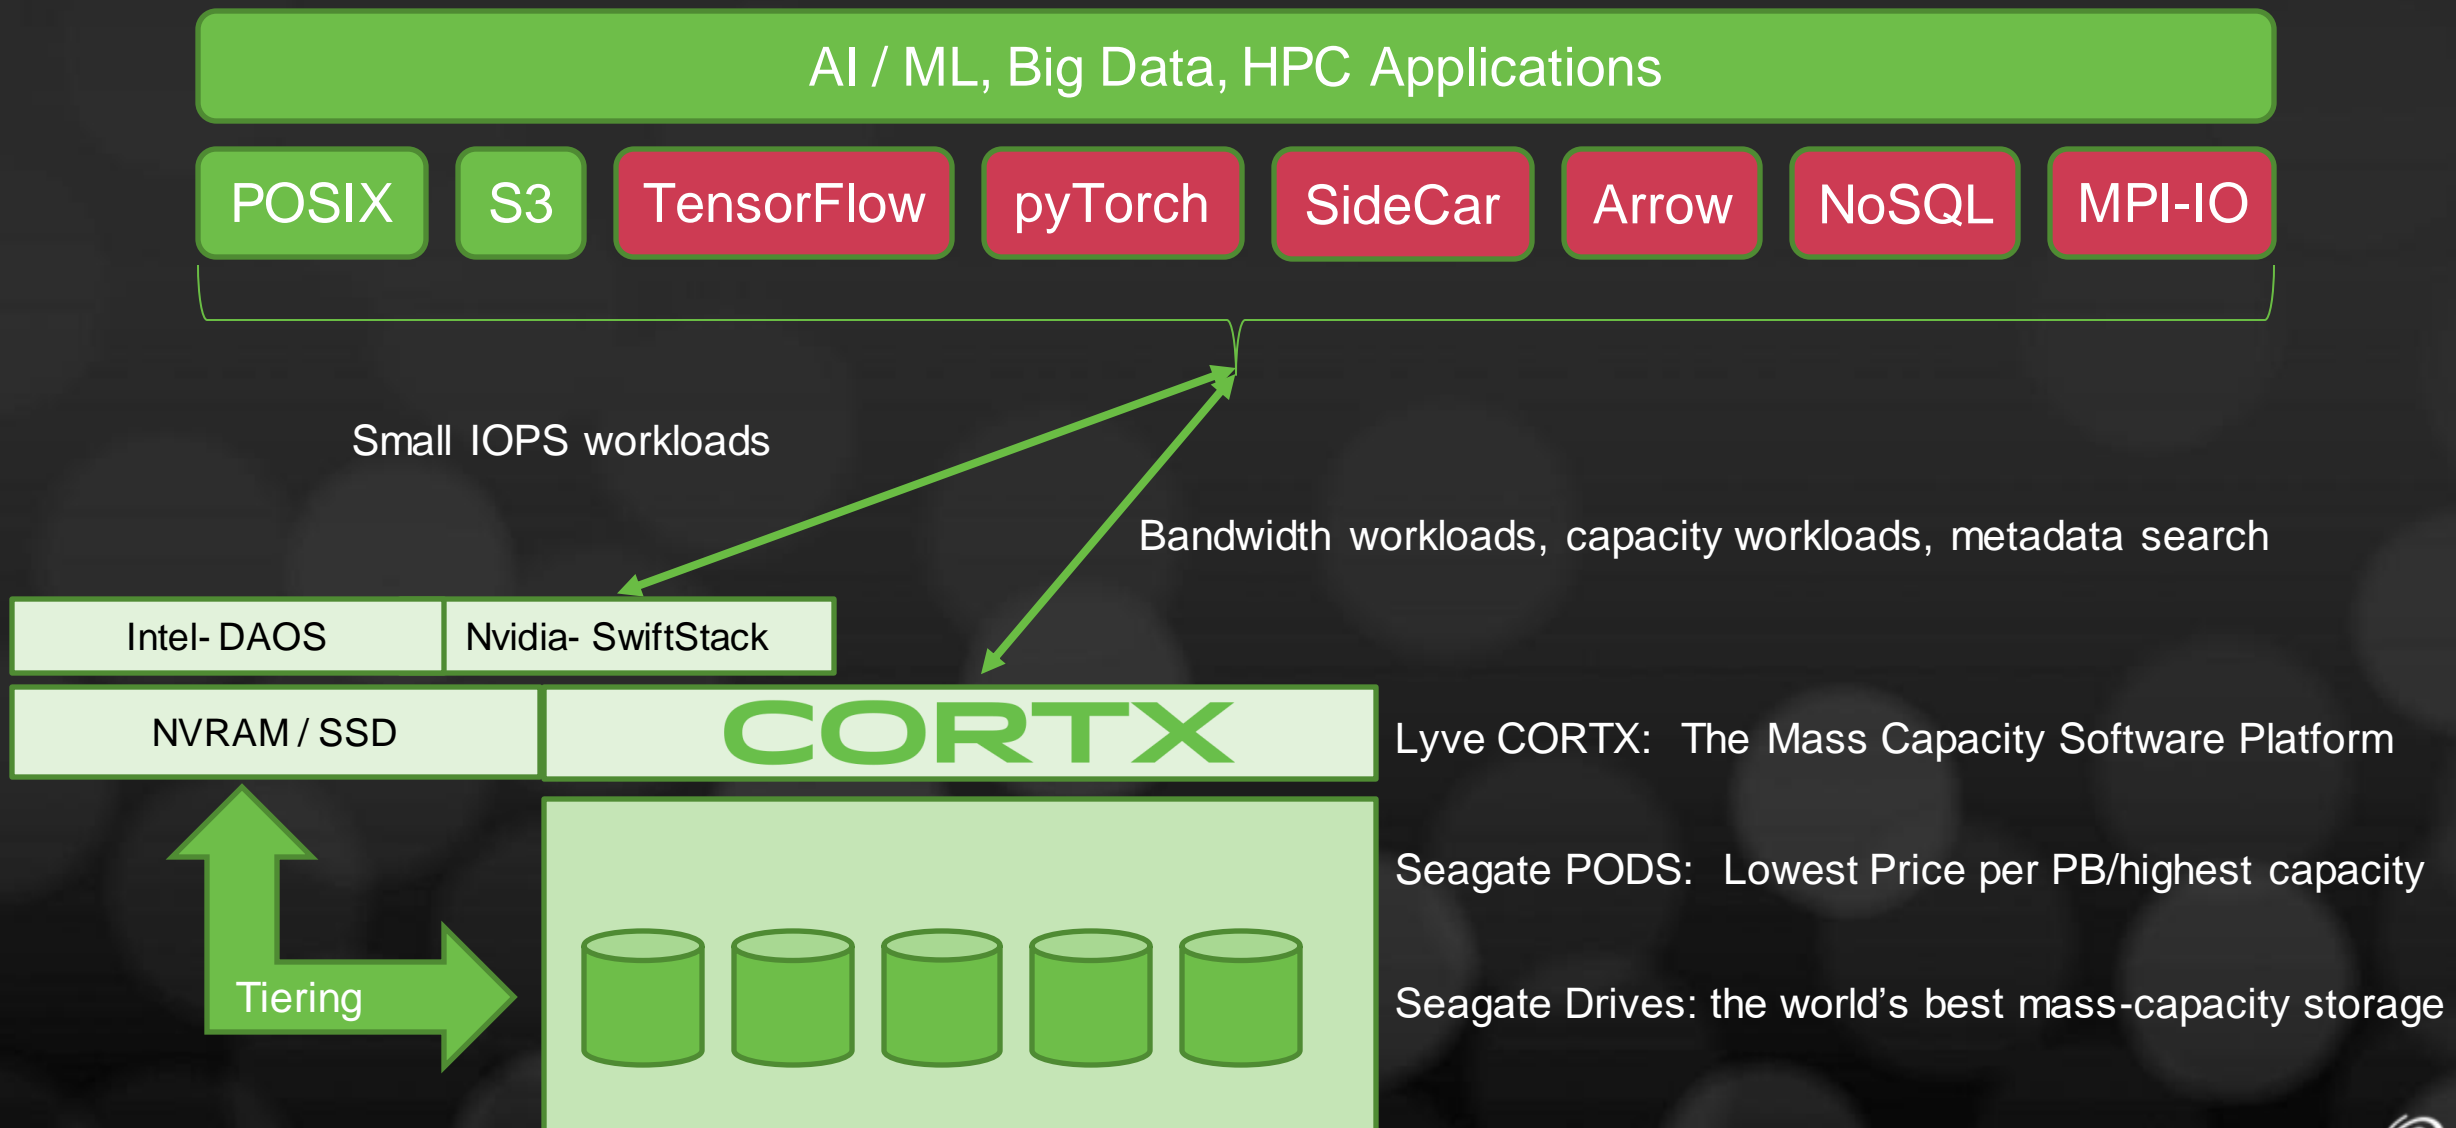 AI / ML, Big Data, HPC Applications
POSIX
S3
TensorFlow
pyTorch
SideCar
Arrow
NoSQL
MPI-IO
Small IOPS workloads
Bandwidth workloads, capacity workloads, metadata search
Intel- DAOS
Nvidia- SwiftStack
NVRAM / SSD
CORTX
Lyve CORTX: The Mass Capacity Software Platform
Seagate PODS: Lowest Price per PB/highest capacity
Tiering
Seagate Drives: the world’s best mass-capacity storage